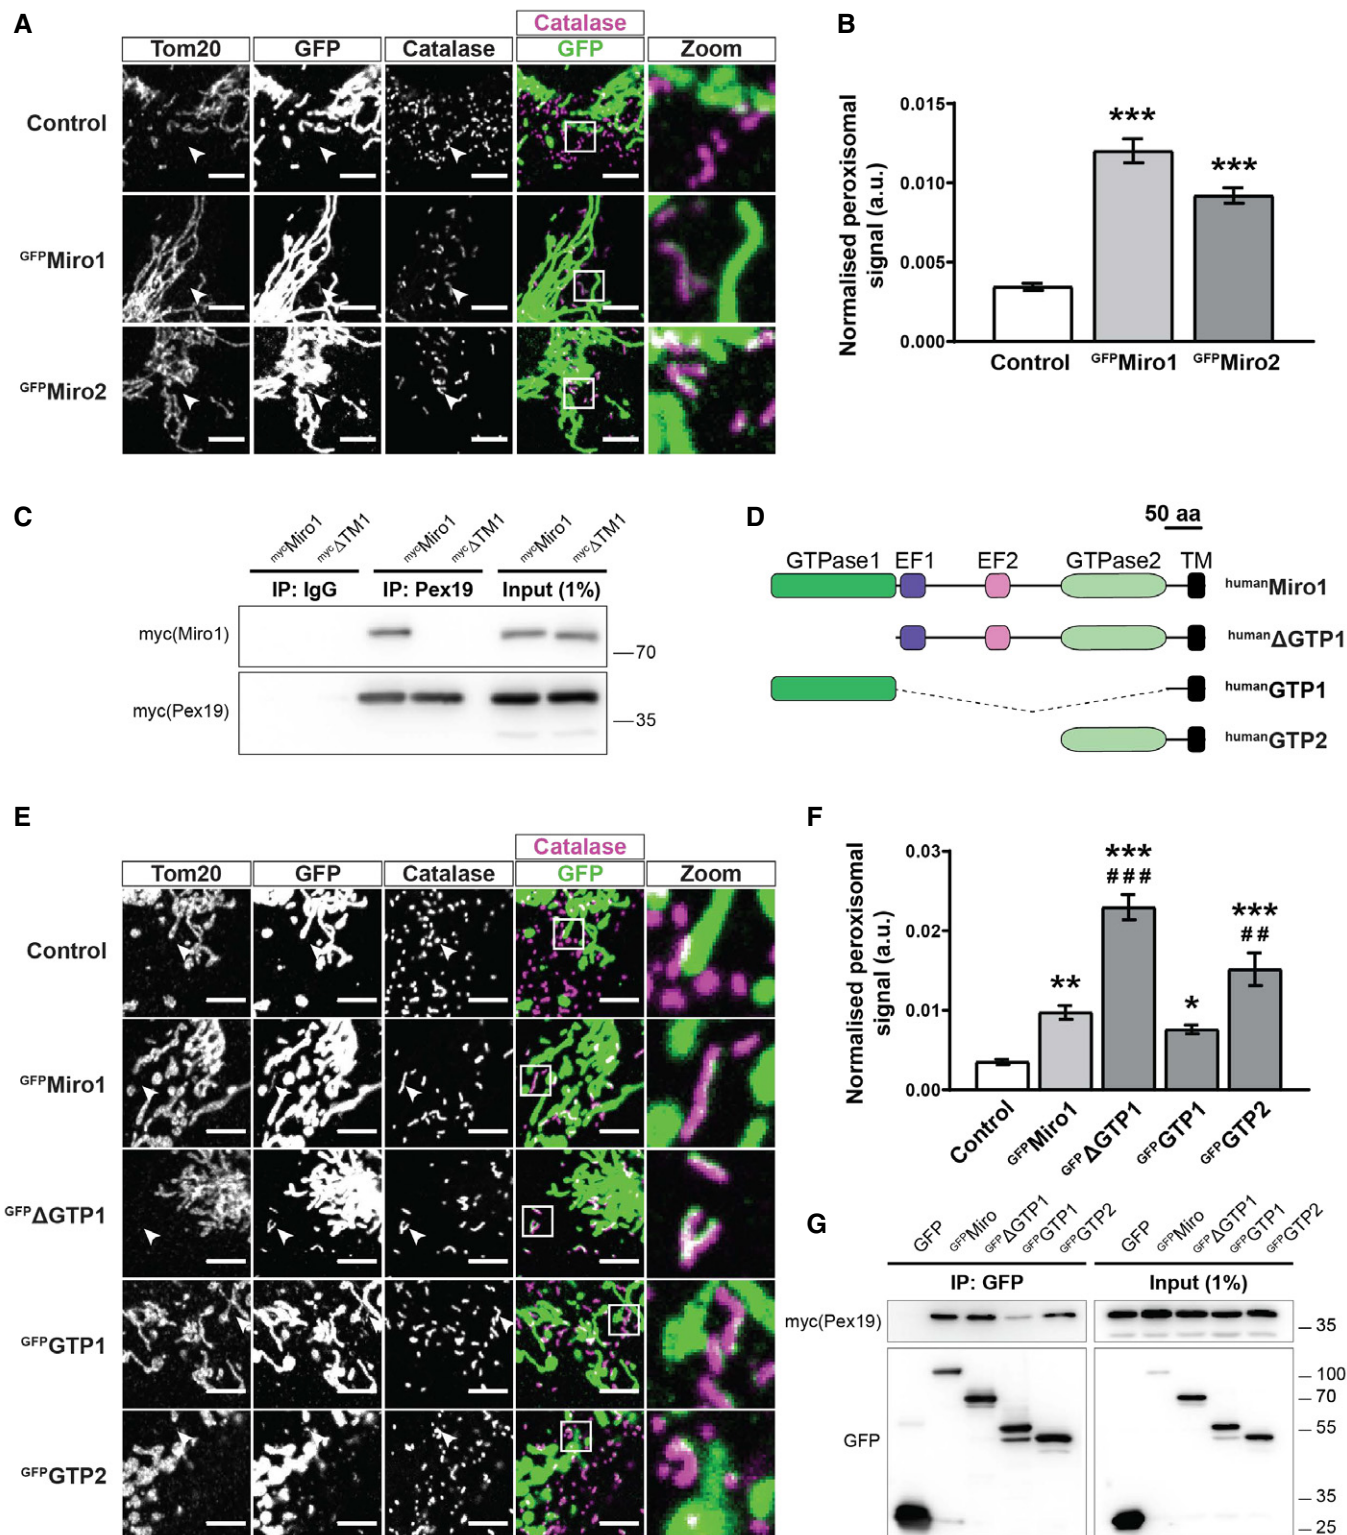 A
Catalase
Tom20 GFP Catalase GFP Zoom
Control
GFPMiro1
GFPMiro2
B
Normalised peroxisomal
signal (a.u.)
0.015
0.010
0.005
0.000
***
***
Control GFPMiro1 GFPMiro2
C
mycMiro1 mycΔTM1 mycMiro1 mycΔTM1 mycMiro1 mycΔTM1
IP: IgG IP: Pex19 Input (1%)
myc(Miro1)
70
myc(Pex19)
35
D
50 aa
GTPase1 EF1 EF2 GTPase2 TM
humanMiro1
humanΔGTP1
humanGTP1
humanGTP2
E
Catalase
Tom20 GFP Catalase GFP Zoom
Control
GFPMiro1
GFPΔGTP1
GFPGTP1
GFPGTP2
F
Normalised peroxisomal
signal (a.u.)
0.03
0.02
0.01
0.00
**
***
###
*
***
##
Control GFPMiro1 GFPΔGTP1 GFPGTP1 GFPGTP2
G
GFP GFPMiro GFPΔGTP1 GFPGTP1 GFPGTP2 GFP GFPMiro GFPΔGTP1 GFPGTP1 GFPGTP2
IP: GFP Input (1%)
myc(Pex19)
35
GFP
100
70
55
35
25